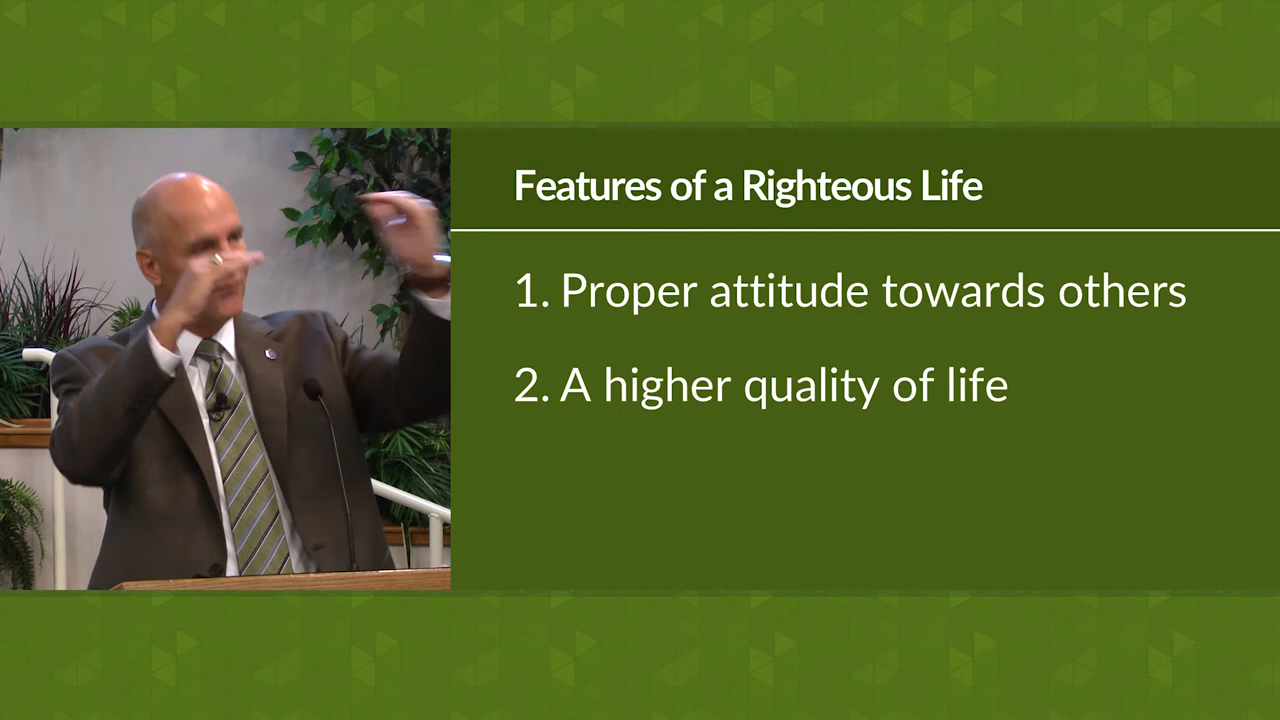 Features of a Righteous Life
1. Proper attitude towards others
2. A higher quality of life